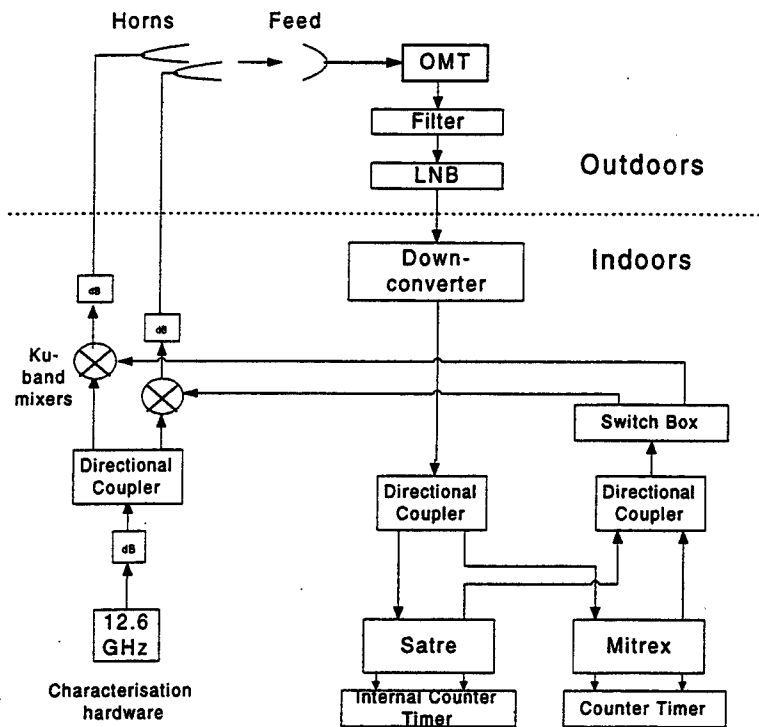 Horns
Feed
OMT
Filter
LNB
Outdoors
Down-
converter
Indoors
dB
dB
Ku-
band
mixers
Switch Box
Directional
Coupler
Directional
Coupler
Directional
Coupler
dB
12.6
GHz
Satre
Mitrex
Characterisation
hardware
Internal Counter
Timer
Counter Timer